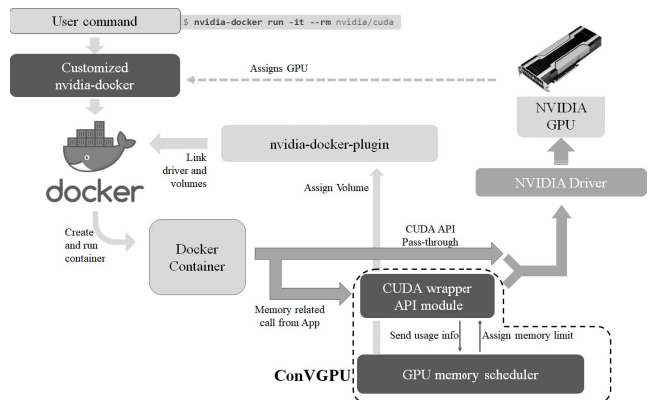 User command
$ nvidia-docker run -it --rm nvidia/cuda
Customized
nvidia-docker
Assigns GPU
NVIDIA
GPU
nvidia-docker-plugin
Link
driver and
volumes
docker
Assign Volume
NVIDIA Driver
Create
and run
container
Docker
Container
CUDA API
Pass-through
CUDA wrapper
API module
Memory related
call from App
Send usage info
Assign memory limit
ConVGPU
GPU memory scheduler